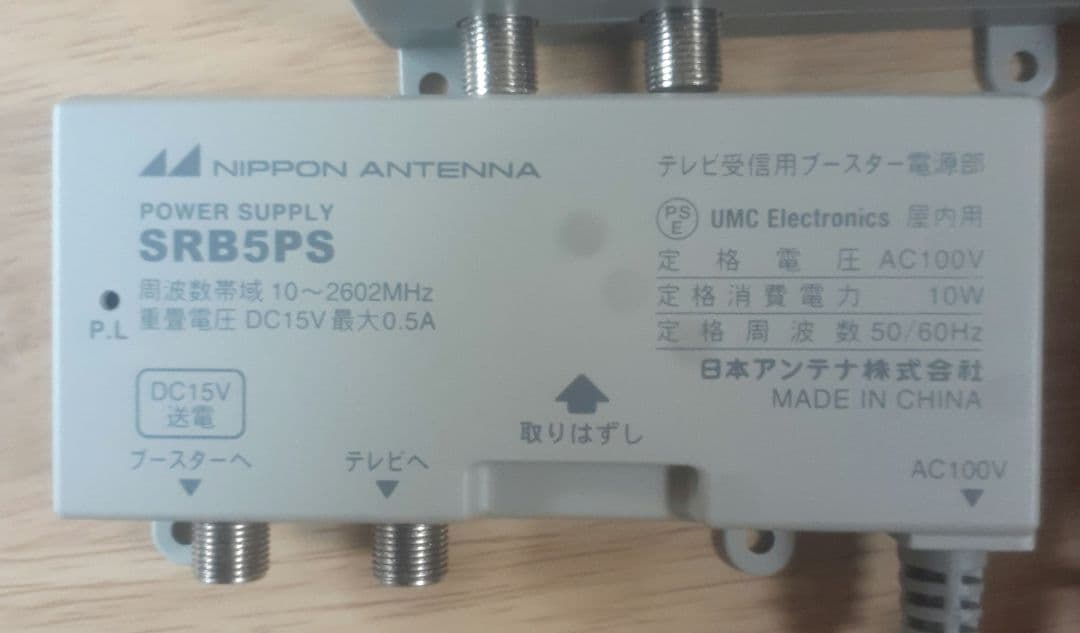 NIPPON ANTENNA
POWER SUPPLY
SRB5PS
周波数帯域 10～2602MHz
重畳電圧 DC15V 最大0.5A
P.L
DC15V
送電
ブースターへ
テレビへ
取りはずし
テレビ受信用ブースター電源部
PS
E
UMC Electronics 屋内用
定格電圧 AC100V
定格消費電力 10W
定格周波数 50/60Hz
日本アンテナ株式会社
MADE IN CHINA
AC100V